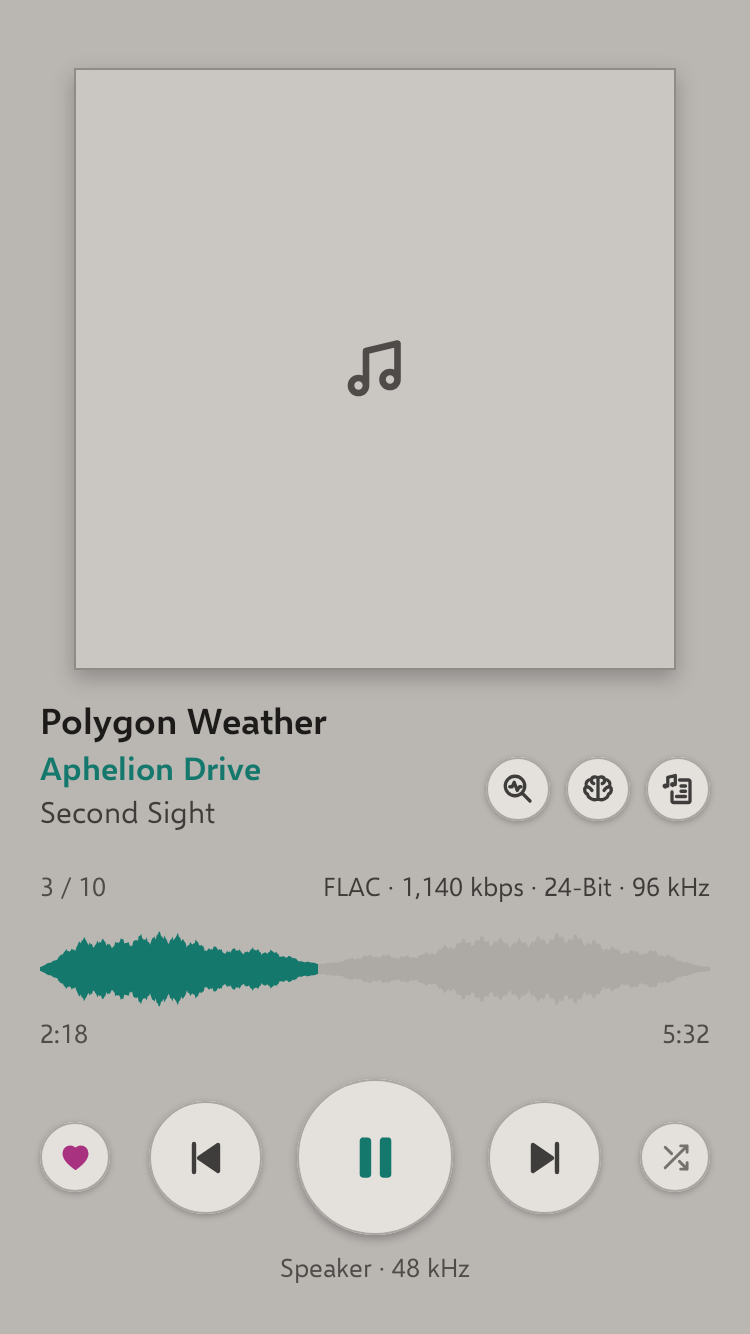 Polygon Weather
Aphelion Drive
Second Sight
3 / 10
FLAC · 1,140 kbps · 24-Bit · 96 kHz
2:18
5:32
Speaker · 48 kHz